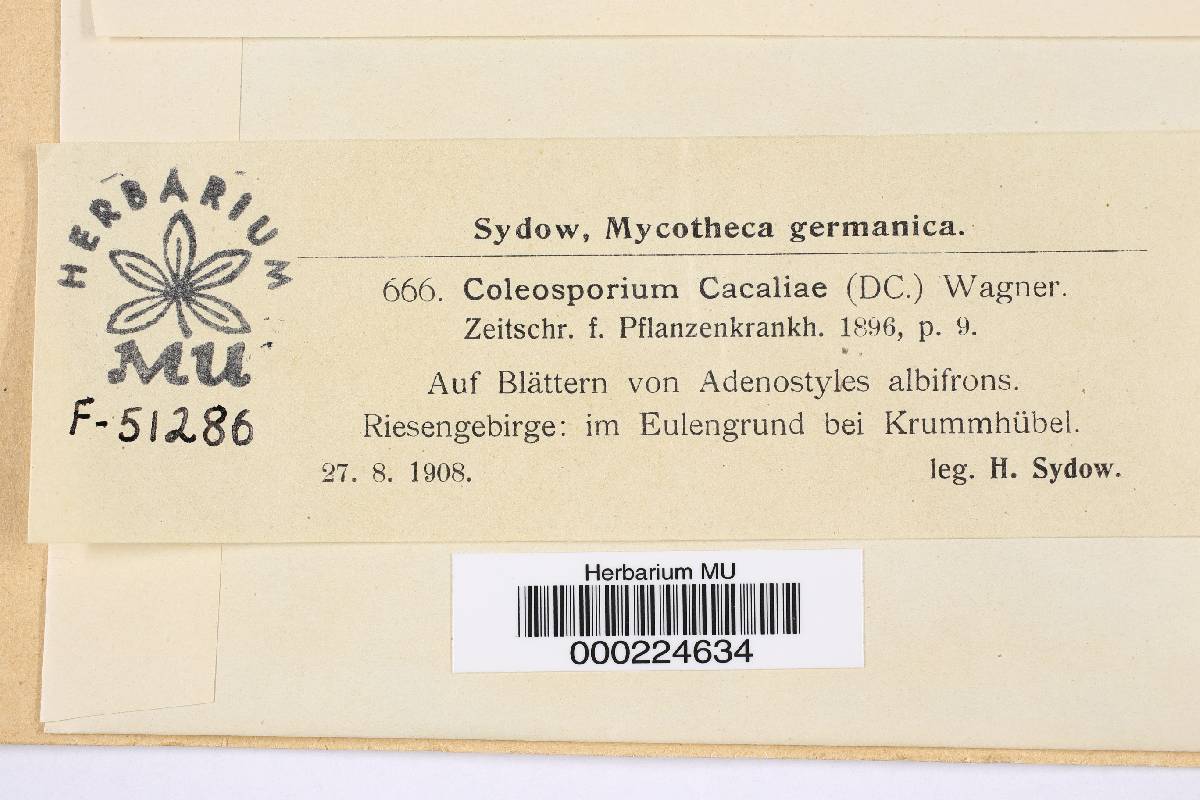 HERBARIUM
MU
F-51286
Sydow, Mycotheca germanica.
666. Coleosporium Cacaliae (DC.) Wagner.
Zeitschr. f. Pflanzenkrankh. 1896, p. 9.
Auf Blättern von Adenostyles albifrons.
Riesengebirge: im Eulengrund bei Krummhübel.
27. 8. 1908. leg. H. Sydow.
Herbarium MU
000224634